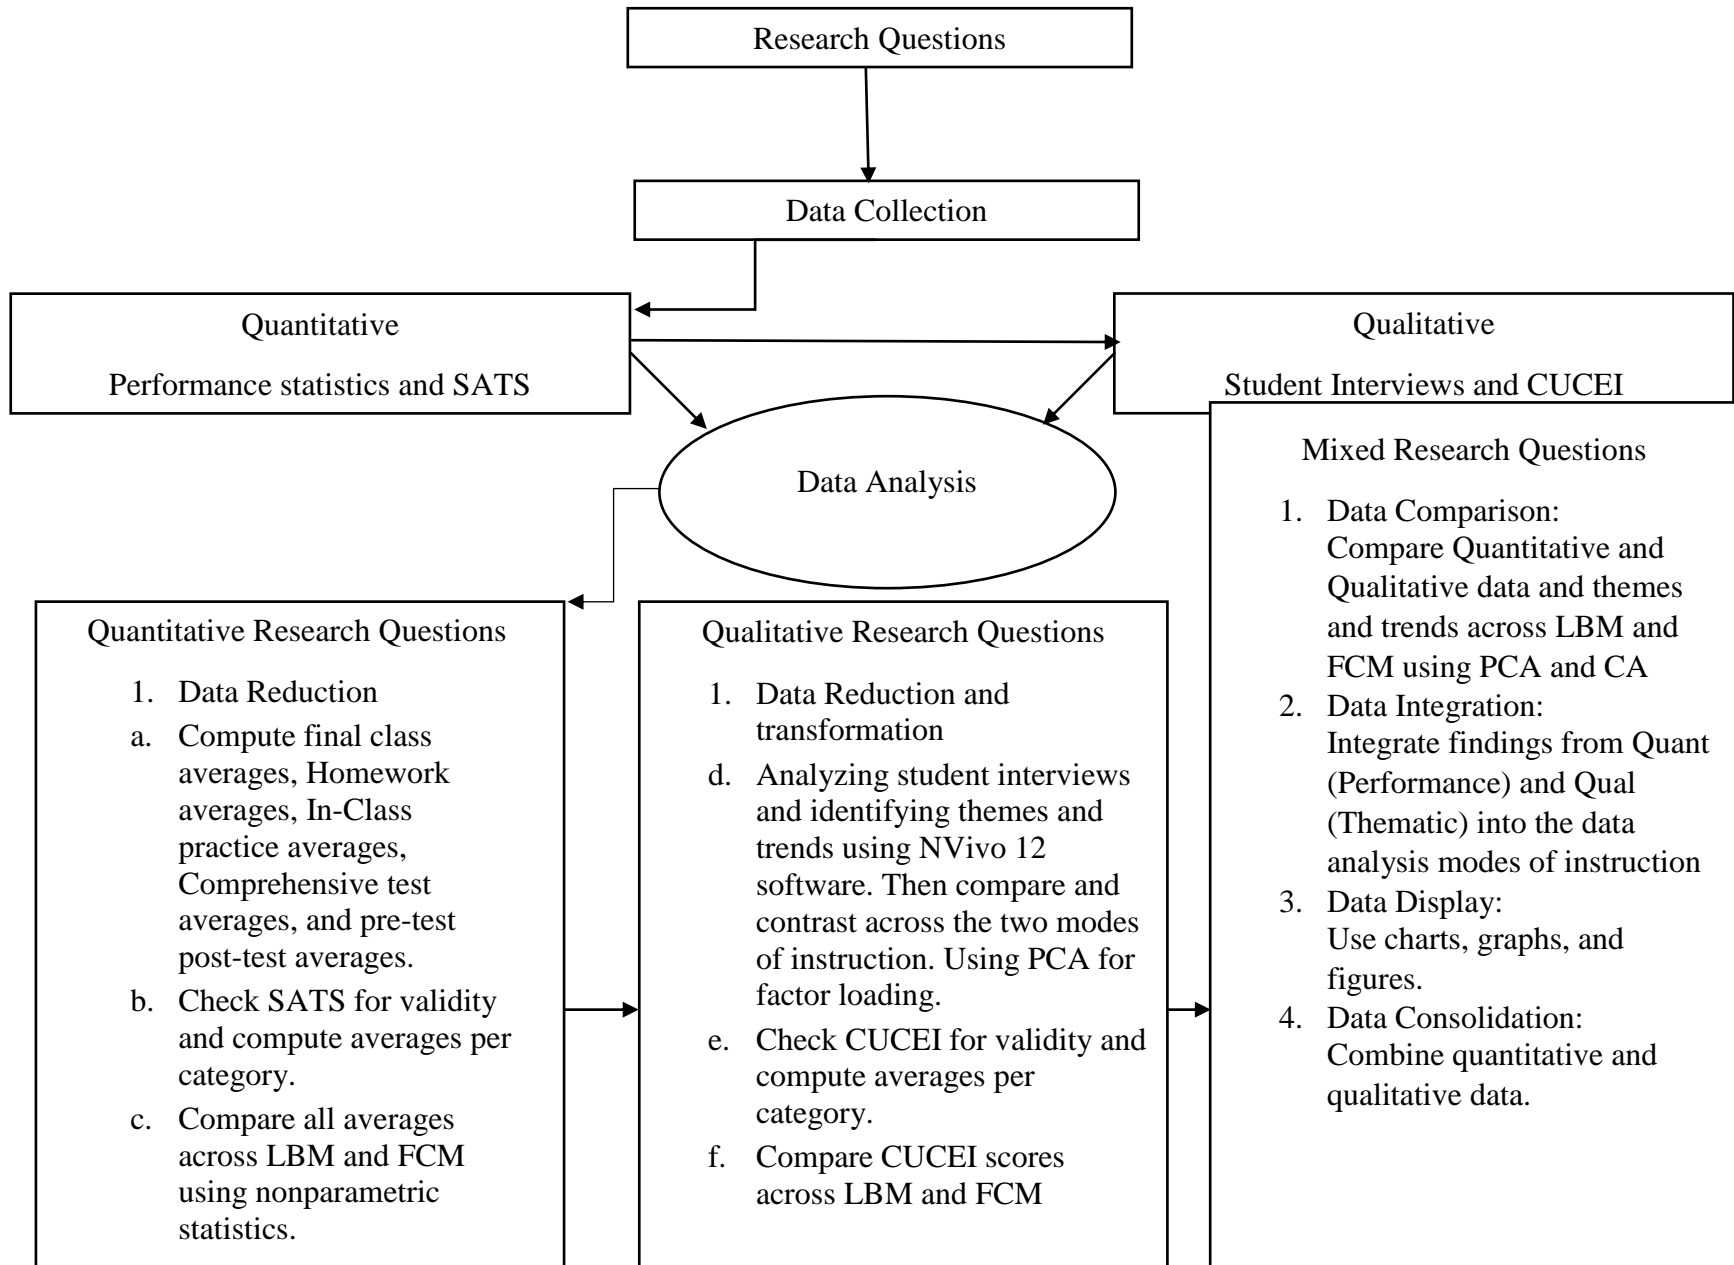 Research Questions
Data Collection
Quantitative
Performance statistics and SATS
Qualitative
Student Interviews and CUCEI
Data Analysis
Quantitative Research Questions
1. Data Reduction
a. Compute final class
averages, Homework
averages, In-Class
practice averages,
Comprehensive test
averages, and pre-test
post-test averages.
b. Check SATS for validity
and compute averages per
category.
c. Compare all averages
across LBM and FCM
using nonparametric
statistics.
Qualitative Research Questions
1. Data Reduction and
transformation
d. Analyzing student interviews
and identifying themes and
trends using NVivo 12
software. Then compare and
contrast across the two modes
of instruction. Using PCA for
factor loading.
e. Check CUCEI for validity and
compute averages per
category.
f. Compare CUCEI scores
across LBM and FCM
Mixed Research Questions
1. Data Comparison:
Compare Quantitative and
Qualitative data and themes
and trends across LBM and
FCM using PCA and CA
2. Data Integration:
Integrate findings from Quant
(Performance) and Qual
(Thematic) into the data
analysis modes of instruction
3. Data Display:
Use charts, graphs, and
figures.
4. Data Consolidation:
Combine quantitative and
qualitative data.